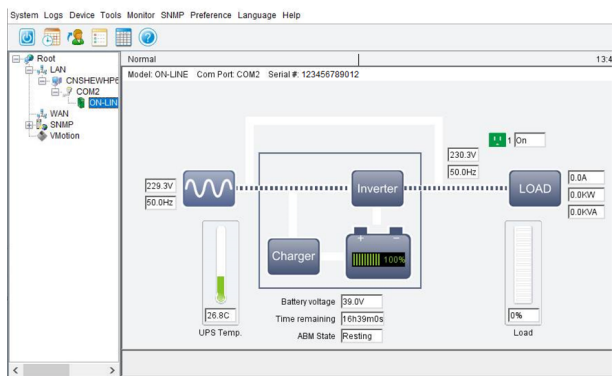 System Logs Device Tools Monitor SNMP Preference Language Help
Root
LAN
CNSHEWHP6
COM2
ON-LIN
WAN
SNMP
VMotion
Normal
13:4
Model: ON-LINE Com Port: COM2 Serial #: 123456789012
1 On
230.3V
50.0Hz
229.3V
50.0Hz
Inverter
LOAD
0.0A
0.0KW
0.0KVA
Charger
+ -
100%
Battery voltage 39.0V
Time remaining 16h39m0s
ABM State Resting
26.8C
UPS Temp.
0%
Load